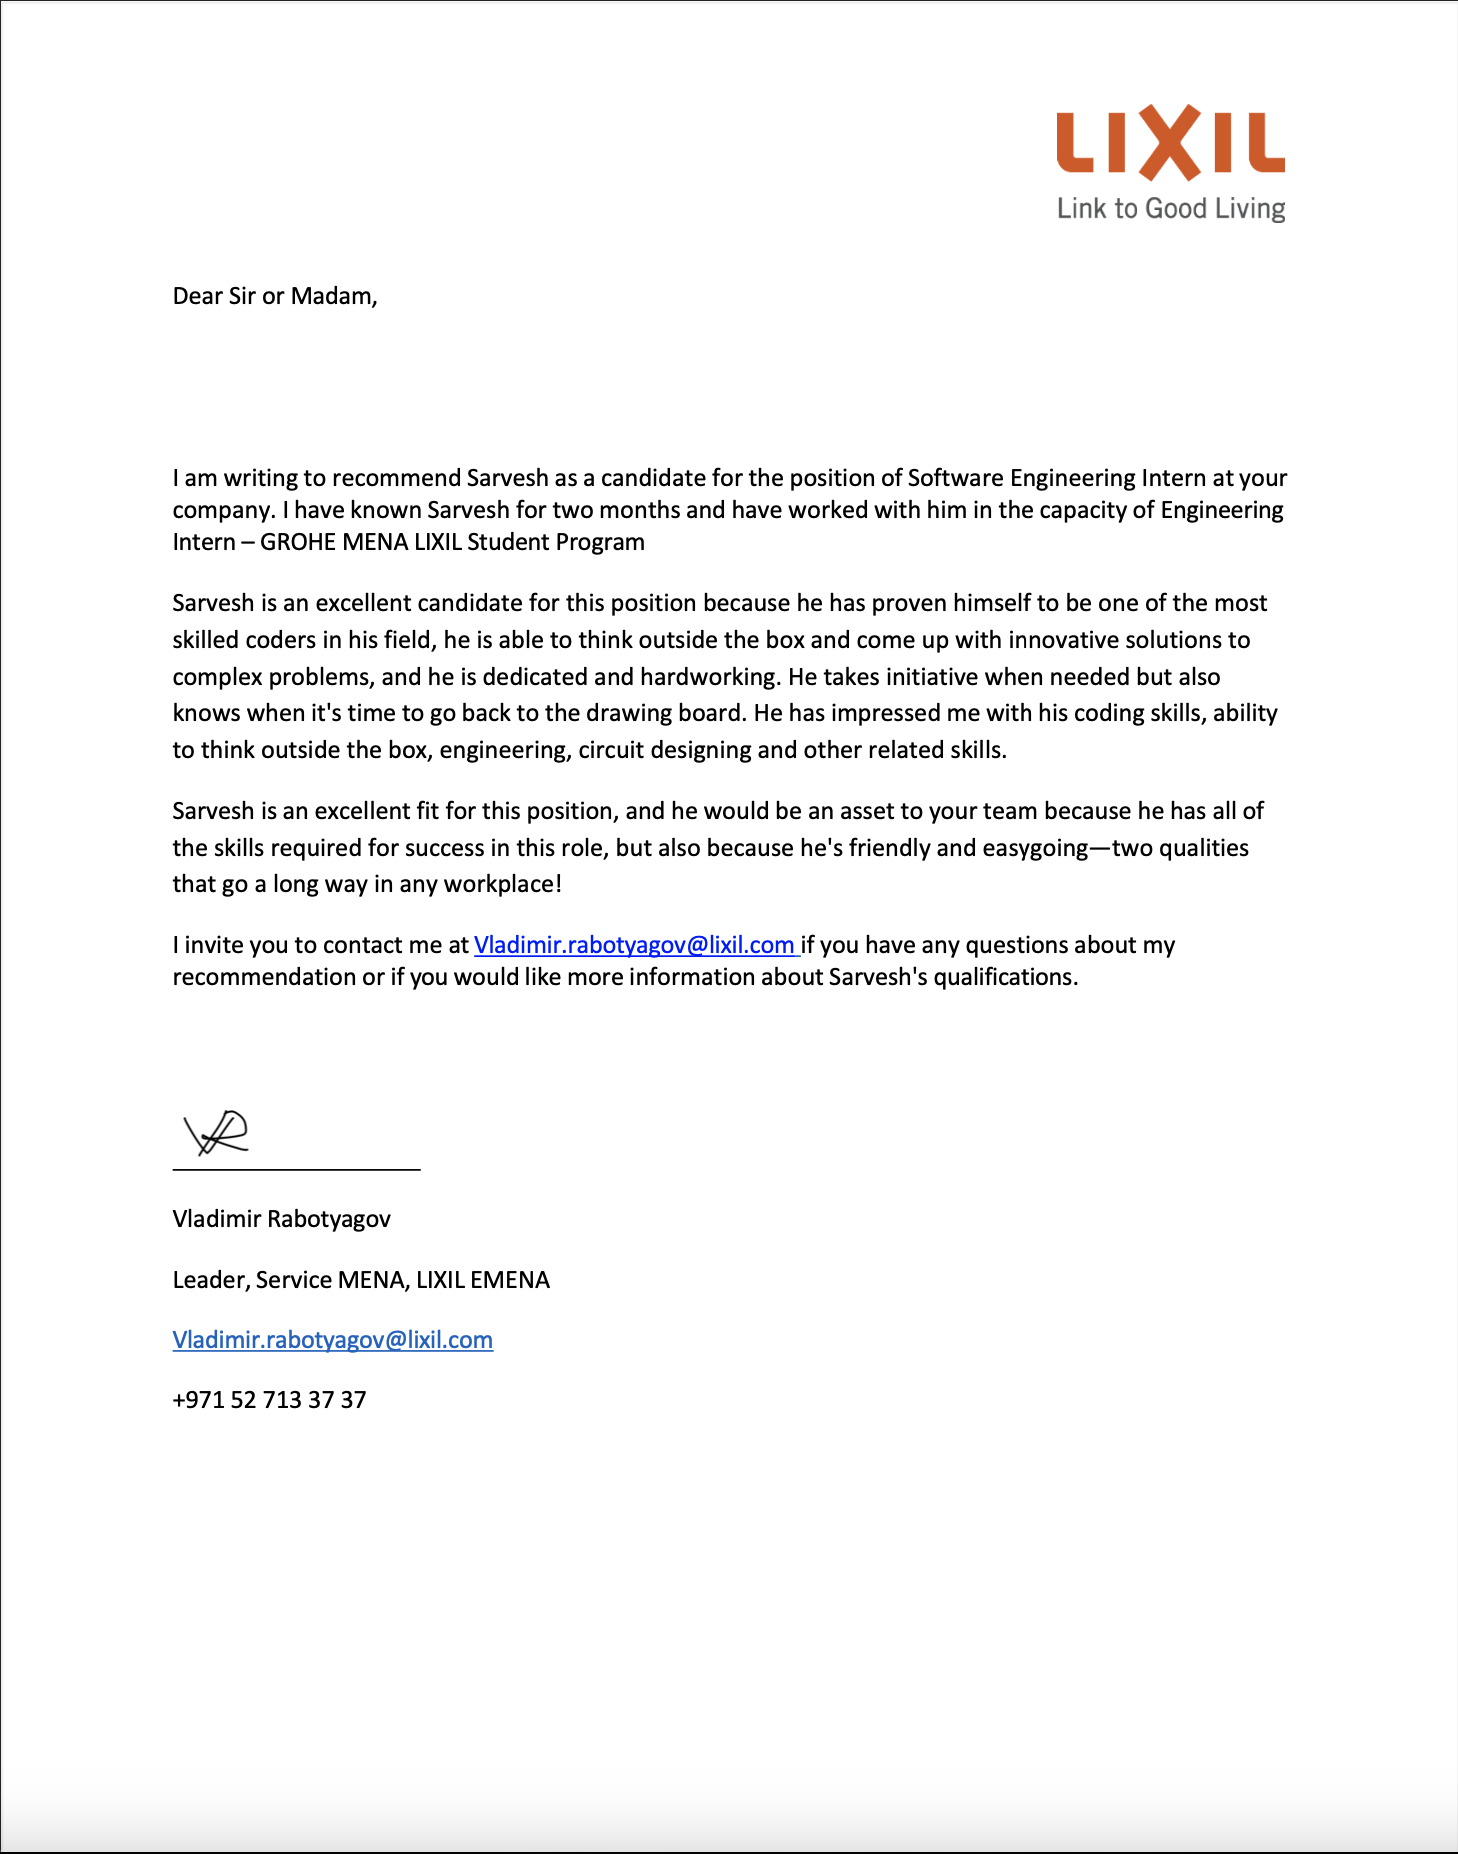 LIXIL
Link to Good Living
Dear Sir or Madam,
I am writing to recommend Sarvesh as a candidate for the position of Software Engineering Intern at your
company. I have known Sarvesh for two months and have worked with him in the capacity of Engineering
Intern – GROHE MENA LIXIL Student Program
Sarvesh is an excellent candidate for this position because he has proven himself to be one of the most
skilled coders in his field, he is able to think outside the box and come up with innovative solutions to
complex problems, and he is dedicated and hardworking. He takes initiative when needed but also
knows when it's time to go back to the drawing board. He has impressed me with his coding skills, ability
to think outside the box, engineering, circuit designing and other related skills.
Sarvesh is an excellent fit for this position, and he would be an asset to your team because he has all of
the skills required for success in this role, but also because he's friendly and easygoing—two qualities
that go a long way in any workplace!
I invite you to contact me at Vladimir.rabotyagov@lixil.com if you have any questions about my
recommendation or if you would like more information about Sarvesh's qualifications.
VR
Vladimir Rabotyagov
Leader, Service MENA, LIXIL EMENA
Vladimir.rabotyagov@lixil.com
+971 52 713 37 37